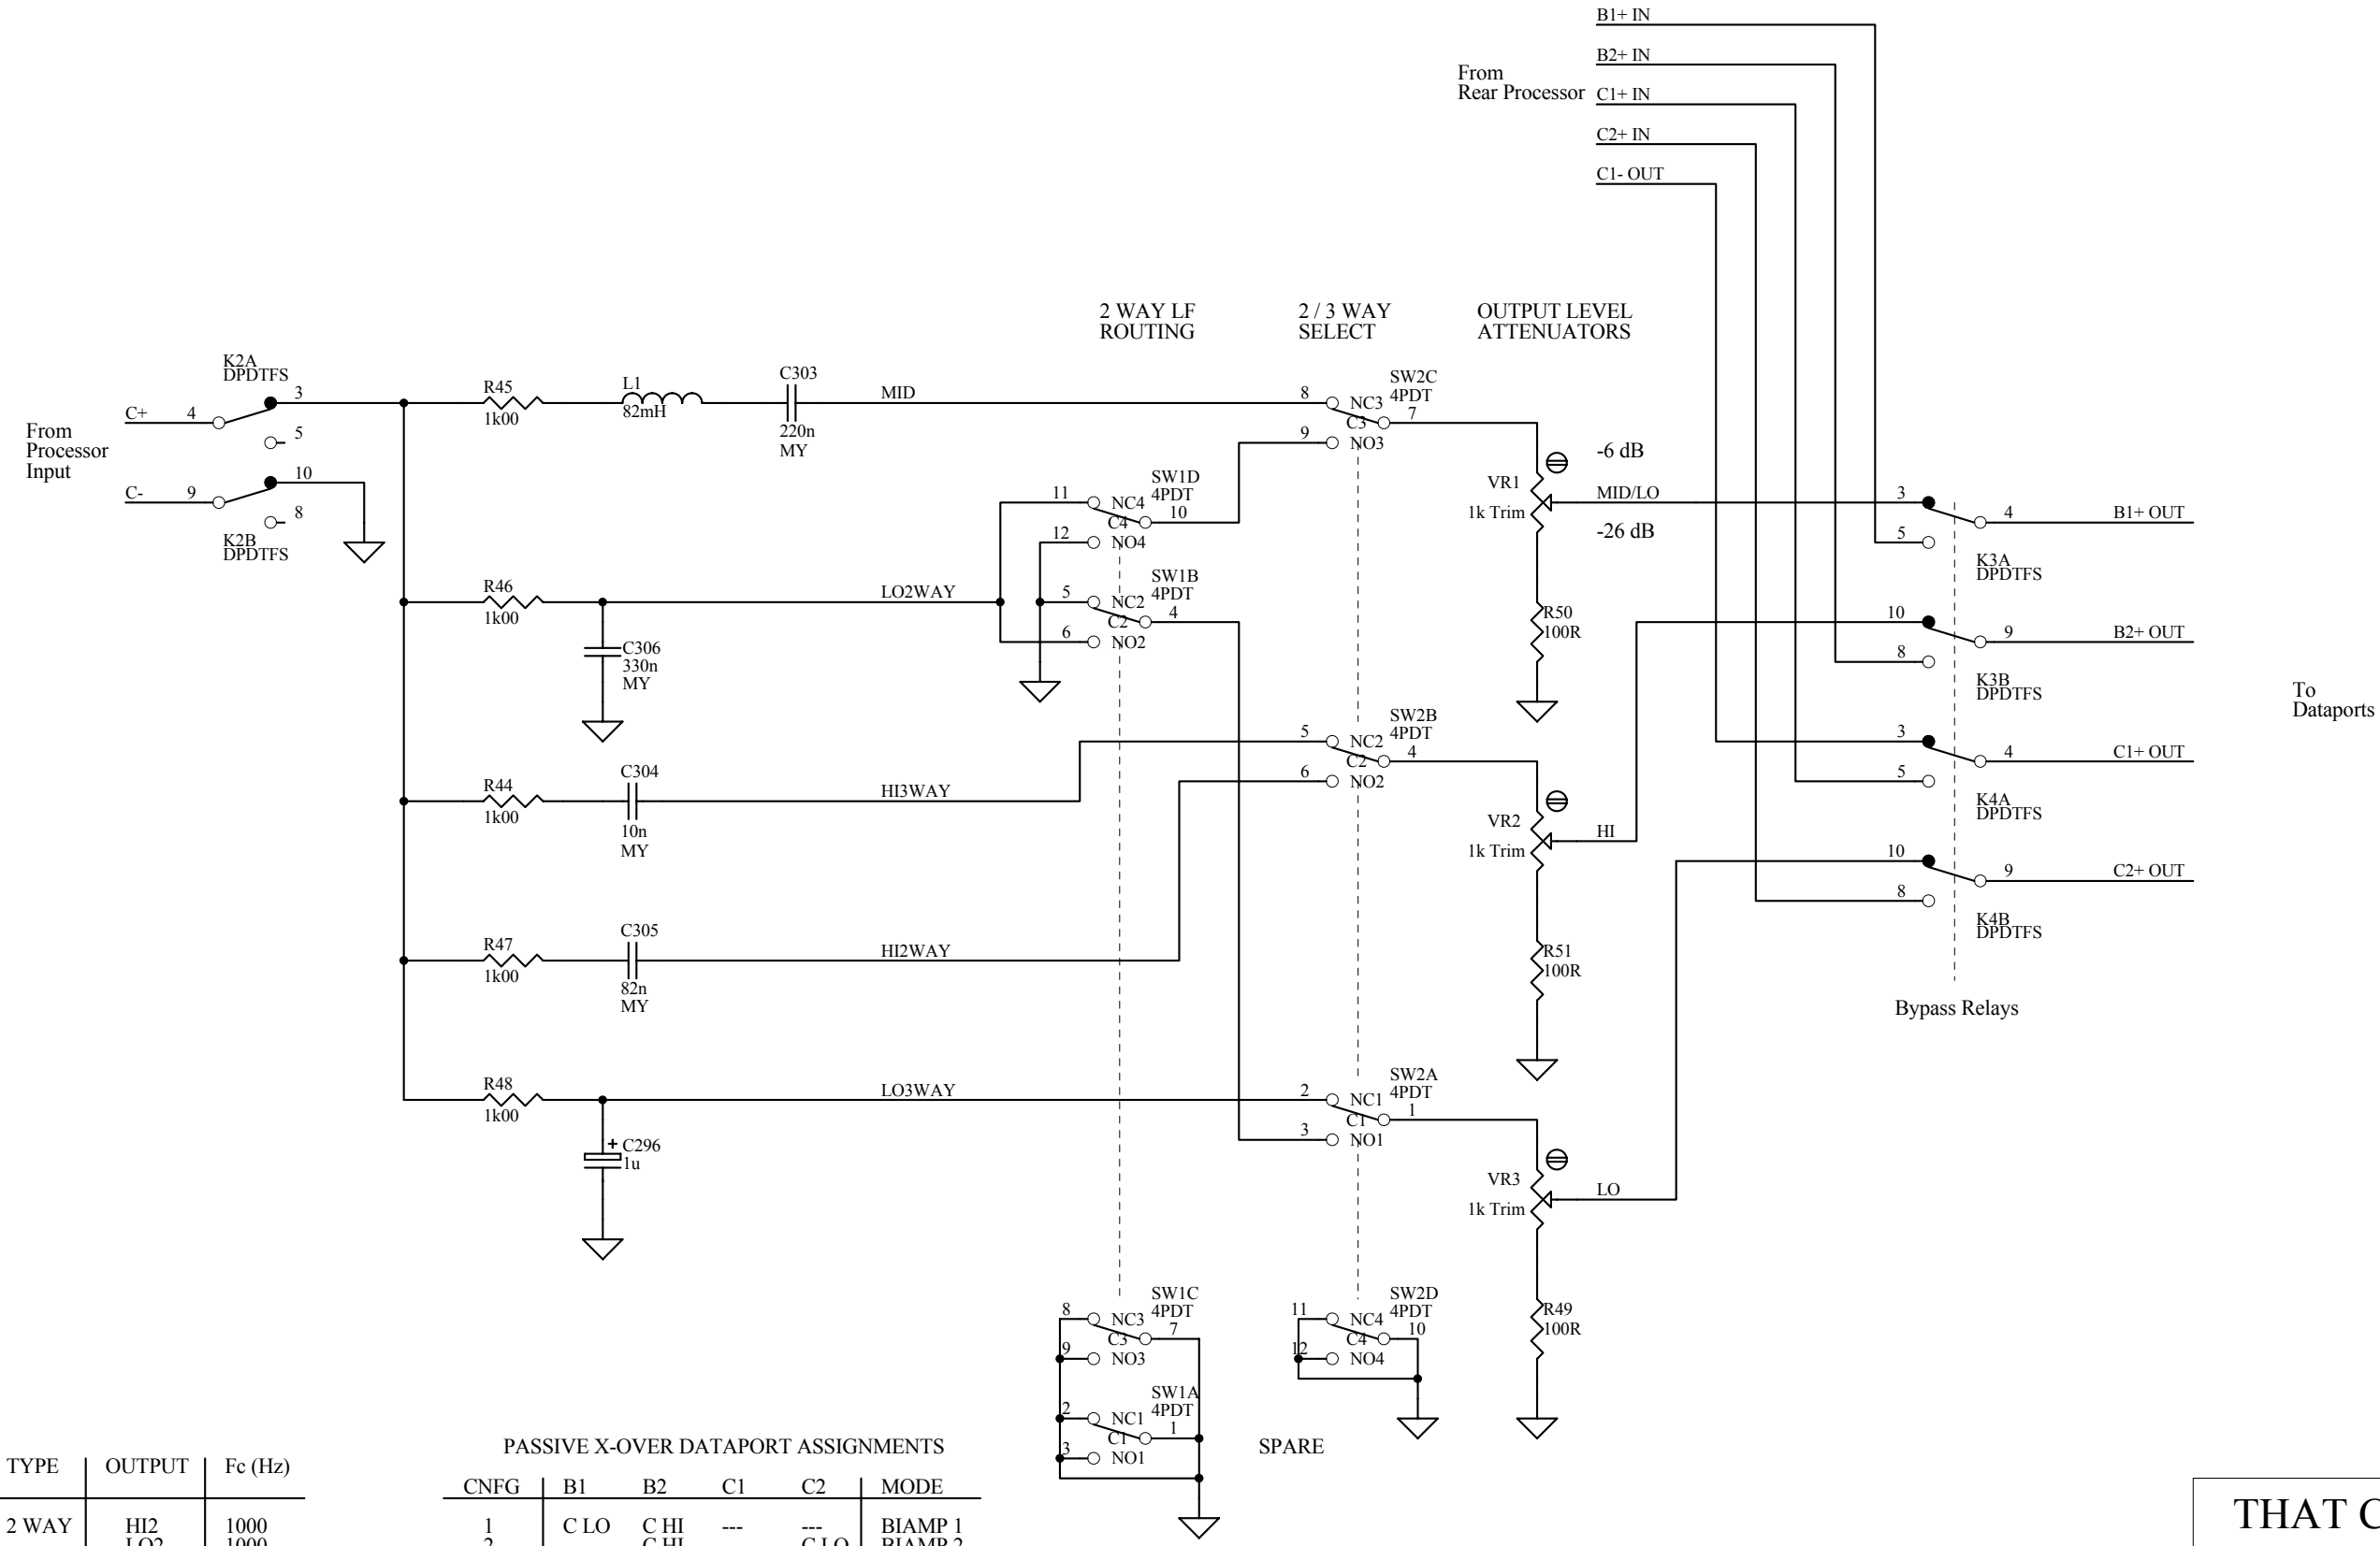 B1+ IN
B2+ IN
From
Rear Processor
C1+ IN
C2+ IN
C1- OUT
2 WAY LF
ROUTING
2 / 3 WAY
SELECT
OUTPUT LEVEL
ATTENUATORS
From
Processor
Input
K2A
DPDTFS
C+ 4 3
5
C- 9 10
8
K2B
DPDTFS
R45
1k00
L1
82mH
C303
220n
MY
MID
8 NC3
C3
9 NO3
SW2C
4PDT
7
VR1
1k Trim
-6 dB
MID/LO
-26 dB
R50
100R
R46
1k00
C306
330n
MY
LO2WAY
11 NC4
C4
12 NO4
SW1D
4PDT
10
5 NC2
C2
6 NO2
SW1B
4PDT
4
R44
1k00
C304
10n
MY
HI3WAY
5 NC2
C2
6 NO2
SW2B
4PDT
4
VR2
1k Trim
HI
R51
100R
R47
1k00
C305
82n
MY
HI2WAY
R48
1k00
+ C296
1u
LO3WAY
2 NC1
C1
3 NO1
SW2A
4PDT
1
VR3
1k Trim
LO
R49
100R
3 4 B1+ OUT
5
K3A
DPDTFS
10 9 B2+ OUT
8
K3B
DPDTFS
3 4 C1+ OUT
5
K4A
DPDTFS
10 9 C2+ OUT
8
K4B
DPDTFS
Bypass Relays
To
Dataports
8 NC3
C3
9 NO3
SW1C
4PDT
7
2 NC1
C1
3 NO1
SW1A
4PDT
1
11 NC4
C4
12 NO4
SW2D
4PDT
10
SPARE
TYPE OUTPUT Fc (Hz)
2 WAY HI2 1000
LO2 1000
PASSIVE X-OVER DATAPORT ASSIGNMENTS
CNFG B1 B2 C1 C2 MODE
1 C LO C HI --- --- BIAMP 1
2 C HI C LO BIAMP 2
THAT C